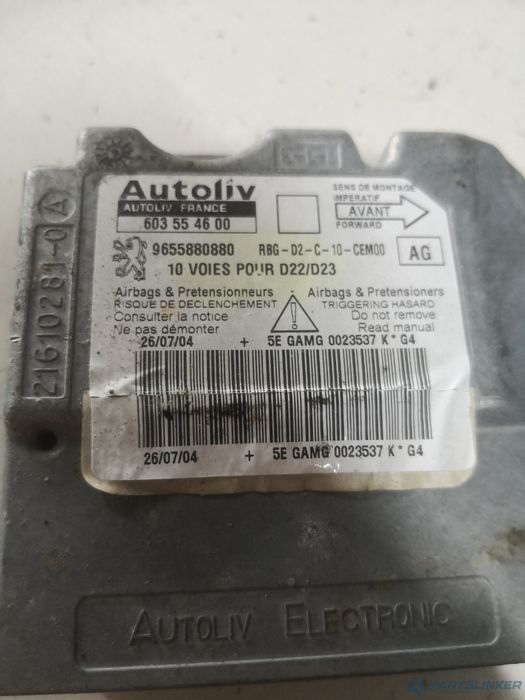 Autoliv
AUTOLIV FRANCE
603 55 46 00
SENS DE MONTAGE
IMPERATIF
AVANT
FORWARD
9655880880
RBG-D2-C-10-CEM00
AG
10 VOIES POUR D22/D23
Airbags & Pretensionneurs
RISQUE DE DECLENCHEMENT
Consulter la notice
Ne pas démonter
Airbags & Pretensioners
TRIGGERING HASARD
Do not remove
Read manual
26/07/04 + 5E GAMG 0023537 K * G4
26/07/04 + 5E GAMG 0023537 K * G4
21610281-0 A
AUTOLIV ELECTRONIC
PARTSLINKER